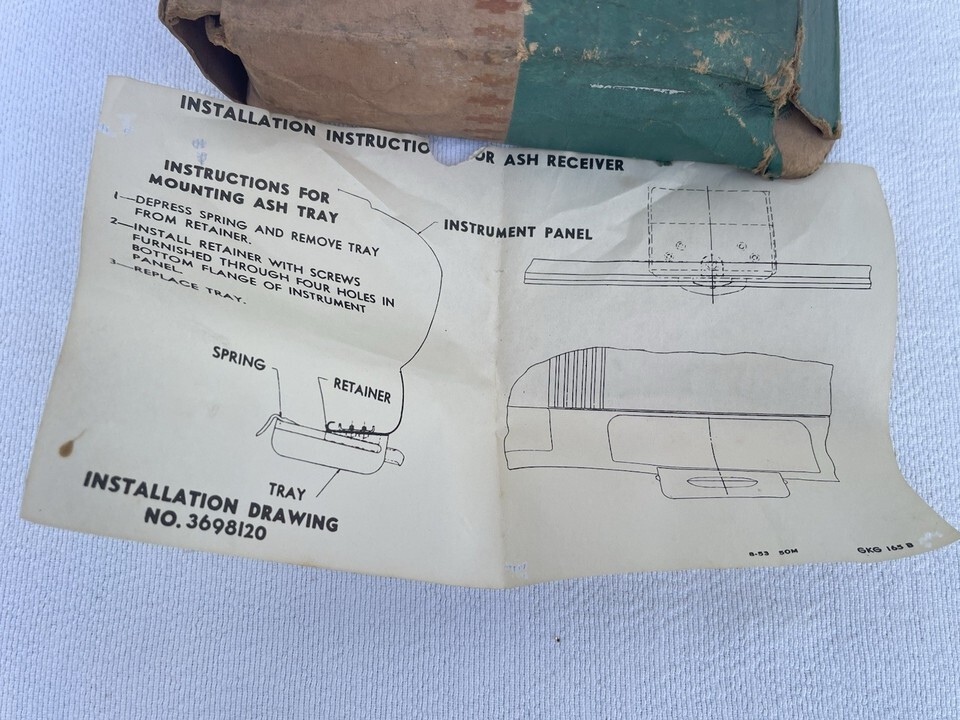 INSTALLATION INSTRUCTIO OR ASH RECEIVER
INSTRUCTIONS FOR
MOUNTING ASH TRAY
1—DEPRESS SPRING AND REMOVE TRAY
FROM RETAINER.
2—INSTALL RETAINER WITH SCREWS
FURNISHED THROUGH FOUR HOLES IN
BOTTOM FLANGE OF INSTRUMENT
PANEL.
3—REPLACE TRAY.
INSTRUMENT PANEL
SPRING
RETAINER
TRAY
INSTALLATION DRAWING
NO. 3698120
8-53 50M
GKG 165 B